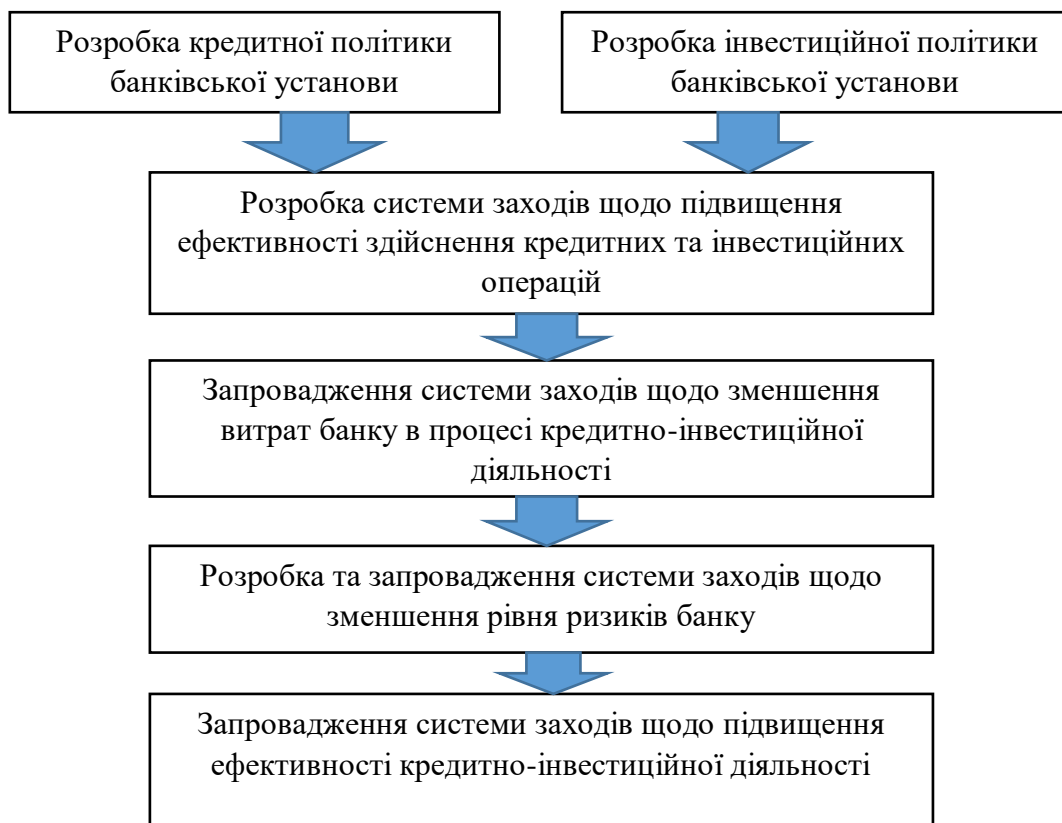 Розробка кредитної політики
банківської установи
Розробка інвестиційної політики
банківської установи
Розробка системи заходів щодо підвищення
ефективності здійснення кредитних та інвестиційних
операцій
Запровадження системи заходів щодо зменшення
витрат банку в процесі кредитно-інвестиційної
діяльності
Розробка та запровадження системи заходів щодо
зменшення рівня ризиків банку
Запровадження системи заходів щодо підвищення
ефективності кредитно-інвестиційної діяльності